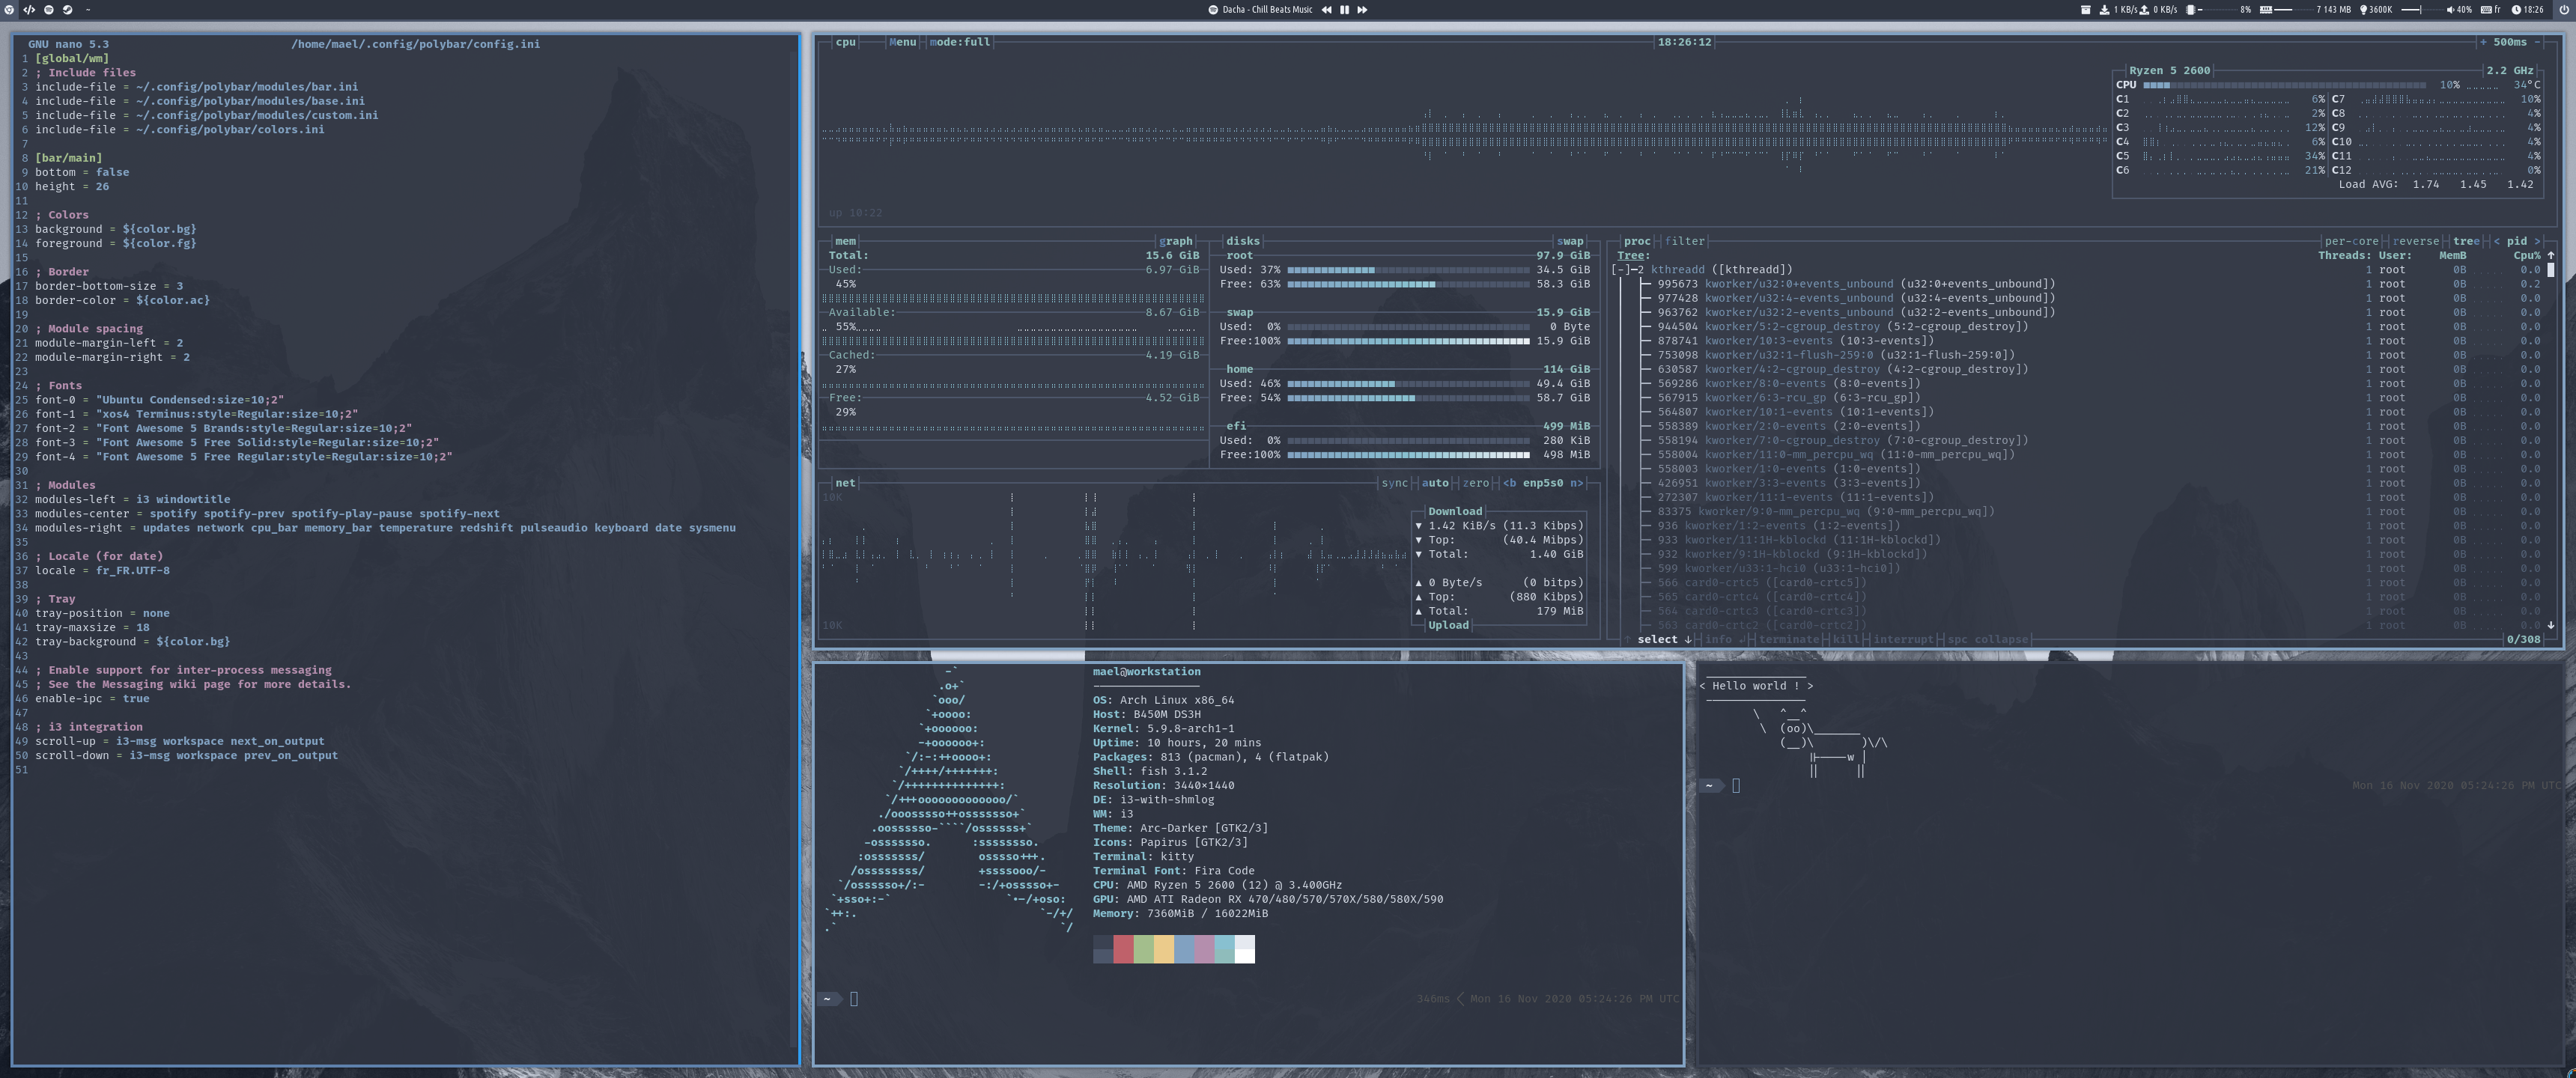 ~
Dacha - Chill Beats Music
1 KB/s 0 KB/s 8% 7 143 MB 3600K 40% fr 18:26
GNU nano 5.3 /home/mael/.config/polybar/config.ini
1 [global/wm]
2 ; Include files
3 include-file = ~/.config/polybar/modules/bar.ini
4 include-file = ~/.config/polybar/modules/base.ini
5 include-file = ~/.config/polybar/modules/custom.ini
6 include-file = ~/.config/polybar/colors.ini
7
8 [bar/main]
9 bottom = false
10 height = 26
11
12 ; Colors
13 background = ${color.bg}
14 foreground = ${color.fg}
15
16 ; Border
17 border-bottom-size = 3
18 border-color = ${color.ac}
19
20 ; Module spacing
21 module-margin-left = 2
22 module-margin-right = 2
23
24 ; Fonts
25 font-0 = "Ubuntu Condensed:size=10;2"
26 font-1 = "xos4 Terminus:style=Regular:size=10;2"
27 font-2 = "Font Awesome 5 Brands:style=Regular:size=10;2"
28 font-3 = "Font Awesome 5 Free Solid:style=Regular:size=10;2"
29 font-4 = "Font Awesome 5 Free Regular:style=Regular:size=10;2"
30
31 ; Modules
32 modules-left = i3 windowtitle
33 modules-center = spotify spotify-prev spotify-play-pause spotify-next
34 modules-right = updates network cpu_bar memory_bar temperature redshift pulseaudio keyboard date sysmenu
35
36 ; Locale (for date)
37 locale = fr_FR.UTF-8
38
39 ; Tray
40 tray-position = none
41 tray-maxsize = 18
42 tray-background = ${color.bg}
43
44 ; Enable support for inter-process messaging
45 ; See the Messaging wiki page for more details.
46 enable-ipc = true
47
48 ; i3 integration
49 scroll-up = i3-msg workspace next_on_output
50 scroll-down = i3-msg workspace prev_on_output
51
cpu Menu mode:full 18:26:12 + 500ms -
Ryzen 5 2600 2.2 GHz
CPU 10% 34°C
C1 6% C7 10%
C2 2% C8 4%
C3 12% C9 4%
C4 6% C10 4%
C5 34% C11 4%
C6 21% C12 0%
Load AVG: 1.74 1.45 1.42
up 10:22
mem graph
Total: 15.6 GiB
Used: 6.97 GiB
45%
Available: 8.67 GiB
55%
Cached: 4.19 GiB
27%
Free: 4.52 GiB
29%
disks swap
root 97.9 GiB
Used: 37% 34.5 GiB
Free: 63% 58.3 GiB
swap 15.9 GiB
Used: 0% 0 Byte
Free:100% 15.9 GiB
home 114 GiB
Used: 46% 49.4 GiB
Free: 54% 58.7 GiB
efi 499 MiB
Used: 0% 280 KiB
Free:100% 498 MiB
net sync auto zero <b enp5s0 n>
10K
Download
▼ 1.42 KiB/s (11.3 Kibps)
▼ Top: (40.4 Mibps)
▼ Total: 1.40 GiB
▲ 0 Byte/s (0 bitps)
▲ Top: (880 Kibps)
▲ Total: 179 MiB
Upload
10K
proc filter per-core reverse tree < pid >
Tree: Threads: User: MemB Cpu% ↑
[-]─2 kthreadd ([kthreadd]) 1 root 0B 0.0
995673 kworker/u32:0+events_unbound (u32:0+events_unbound]) 1 root 0B 0.2
977428 kworker/u32:4-events_unbound (u32:4-events_unbound]) 1 root 0B 0.0
963762 kworker/u32:2-events_unbound (u32:2-events_unbound]) 1 root 0B 0.0
944504 kworker/5:2-cgroup_destroy (5:2-cgroup_destroy]) 1 root 0B 0.0
878741 kworker/10:3-events (10:3-events]) 1 root 0B 0.0
753098 kworker/u32:1-flush-259:0 (u32:1-flush-259:0]) 1 root 0B 0.0
630587 kworker/4:2-cgroup_destroy (4:2-cgroup_destroy]) 1 root 0B 0.0
569286 kworker/8:0-events (8:0-events]) 1 root 0B 0.0
567915 kworker/6:3-rcu_gp (6:3-rcu_gp]) 1 root 0B 0.0
564807 kworker/10:1-events (10:1-events]) 1 root 0B 0.0
558389 kworker/2:0-events (2:0-events]) 1 root 0B 0.0
558194 kworker/7:0-cgroup_destroy (7:0-cgroup_destroy]) 1 root 0B 0.0
558004 kworker/11:0-mm_percpu_wq (11:0-mm_percpu_wq]) 1 root 0B 0.0
558003 kworker/1:0-events (1:0-events]) 1 root 0B 0.0
426951 kworker/3:3-events (3:3-events]) 1 root 0B 0.0
272307 kworker/11:1-events (11:1-events]) 1 root 0B 0.0
83375 kworker/9:0-mm_percpu_wq (9:0-mm_percpu_wq]) 1 root 0B 0.0
936 kworker/1:2-events (1:2-events]) 1 root 0B 0.0
933 kworker/11:1H-kblockd (11:1H-kblockd]) 1 root 0B 0.0
932 kworker/9:1H-kblockd (9:1H-kblockd]) 1 root 0B 0.0
599 kworker/u33:1-hci0 (u33:1-hci0]) 1 root 0B 0.0
566 card0-crtc5 ([card0-crtc5]) 1 root 0B 0.0
565 card0-crtc4 ([card0-crtc4]) 1 root 0B 0.0
564 card0-crtc3 ([card0-crtc3]) 1 root 0B 0.0
563 card0-crtc2 ([card0-crtc2]) 1 root 0B 0.0 ↓
↑ select ↓ info ↲ terminate kill interrupt spc collapse 0/308
mael@workstation
OS: Arch Linux x86_64
Host: B450M DS3H
Kernel: 5.9.8-arch1-1
Uptime: 10 hours, 20 mins
Packages: 813 (pacman), 4 (flatpak)
Shell: fish 3.1.2
Resolution: 3440x1440
DE: i3-with-shmlog
WM: i3
Theme: Arc-Darker [GTK2/3]
Icons: Papirus [GTK2/3]
Terminal: kitty
Terminal Font: Fira Code
CPU: AMD Ryzen 5 2600 (12) @ 3.400GHz
GPU: AMD ATI Radeon RX 470/480/570/570X/580/580X/590
Memory: 7360MiB / 16022MiB
~ 346ms Mon 16 Nov 2020 05:24:26 PM UTC
< Hello world ! >
~ Mon 16 Nov 2020 05:24:26 PM UTC